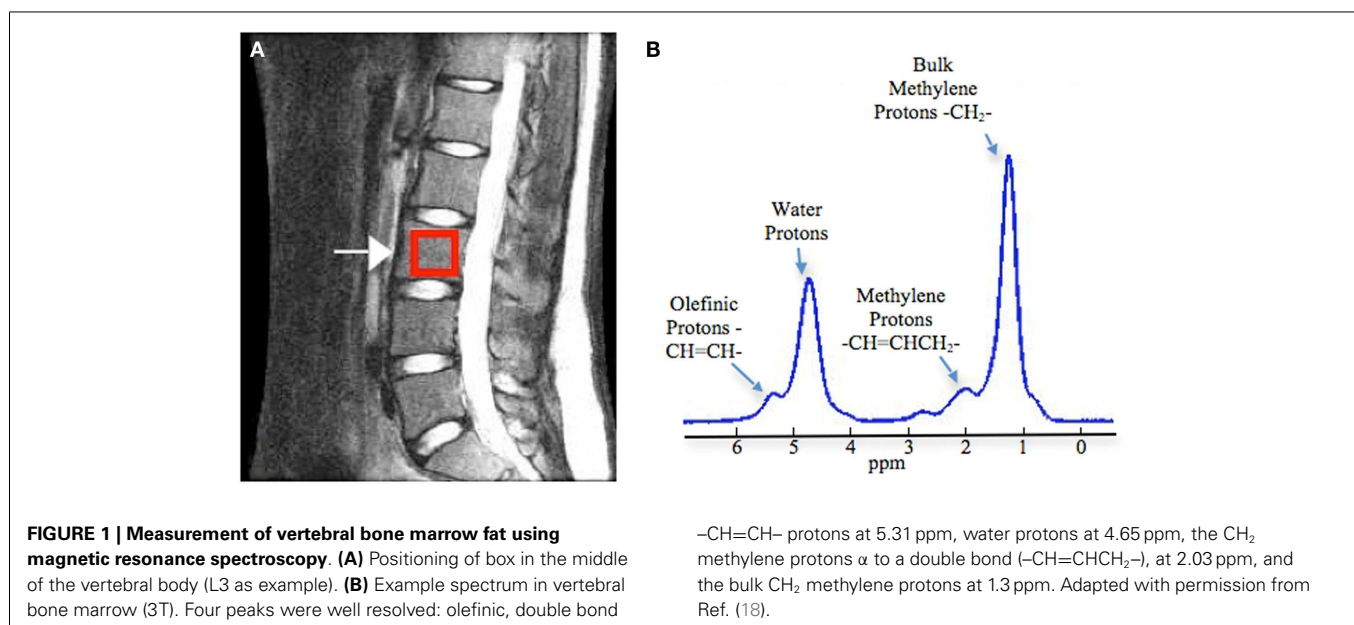 A
B
Bulk
Methylene
Protons -CH₂-
Water
Protons
Olefinic
Protons -
CH=CH-
Methylene
Protons
-CH=CHCH₂-
6 5 4 3 2 1 0
ppm
FIGURE 1 | Measurement of vertebral bone marrow fat using
magnetic resonance spectroscopy. (A) Positioning of box in the middle
of the vertebral body (L3 as example). (B) Example spectrum in vertebral
bone marrow (3T). Four peaks were well resolved: olefinic, double bond
–CH=CH– protons at 5.31 ppm, water protons at 4.65 ppm, the CH₂
methylene protons α to a double bond (–CH=CHCH₂–), at 2.03 ppm, and
the bulk CH₂ methylene protons at 1.3 ppm. Adapted with permission from
Ref. (18).